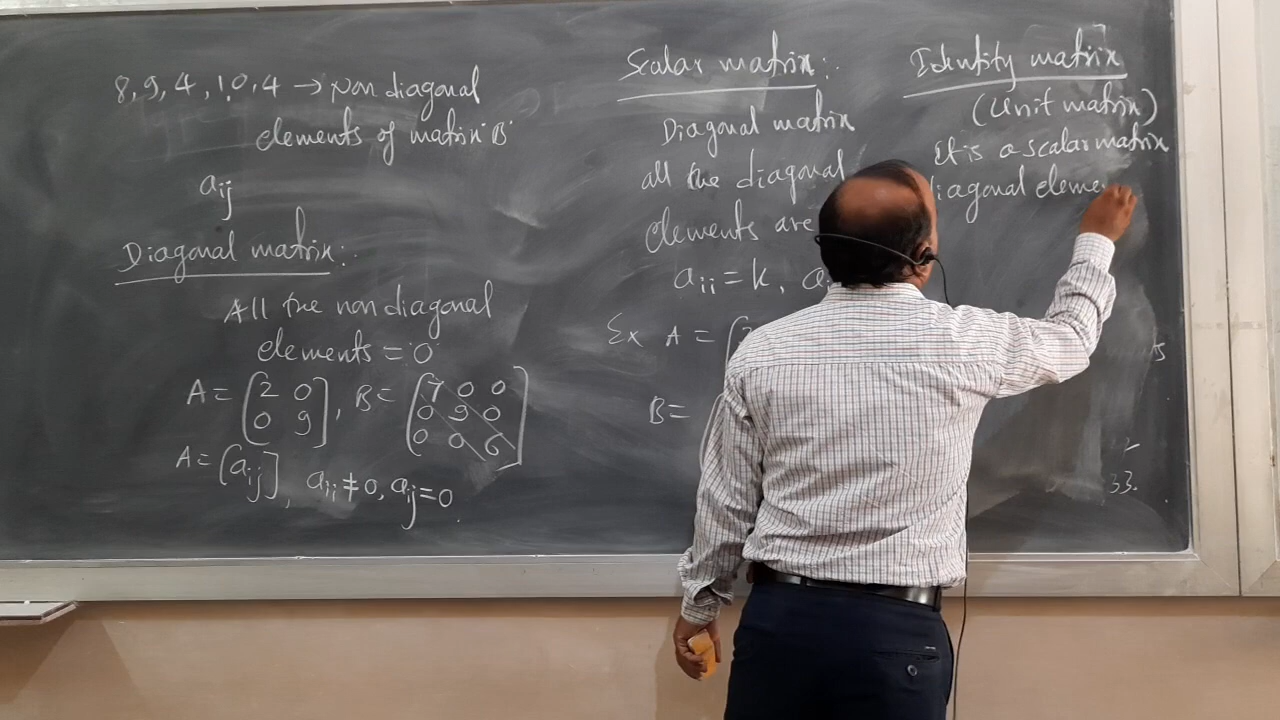 8, 9, 4, 1, 0, 4 → Non diagonal
elements of matrix 'B'
aij
Diagonal matrix:
All the non diagonal
elements = '0'
A = [2 0], B = [7 0 0]
[0 9] [0 9 0]
[0 0 6]
A = [aij], aii ≠ 0, aij = 0
Scalar matrix:
Diagonal matrix
all the diagonal
elements are
aii = k, a
Ex A =
B =
Identity matrix
(Unit matrix)
It is a scalar matrix
diagonal eleme
33.